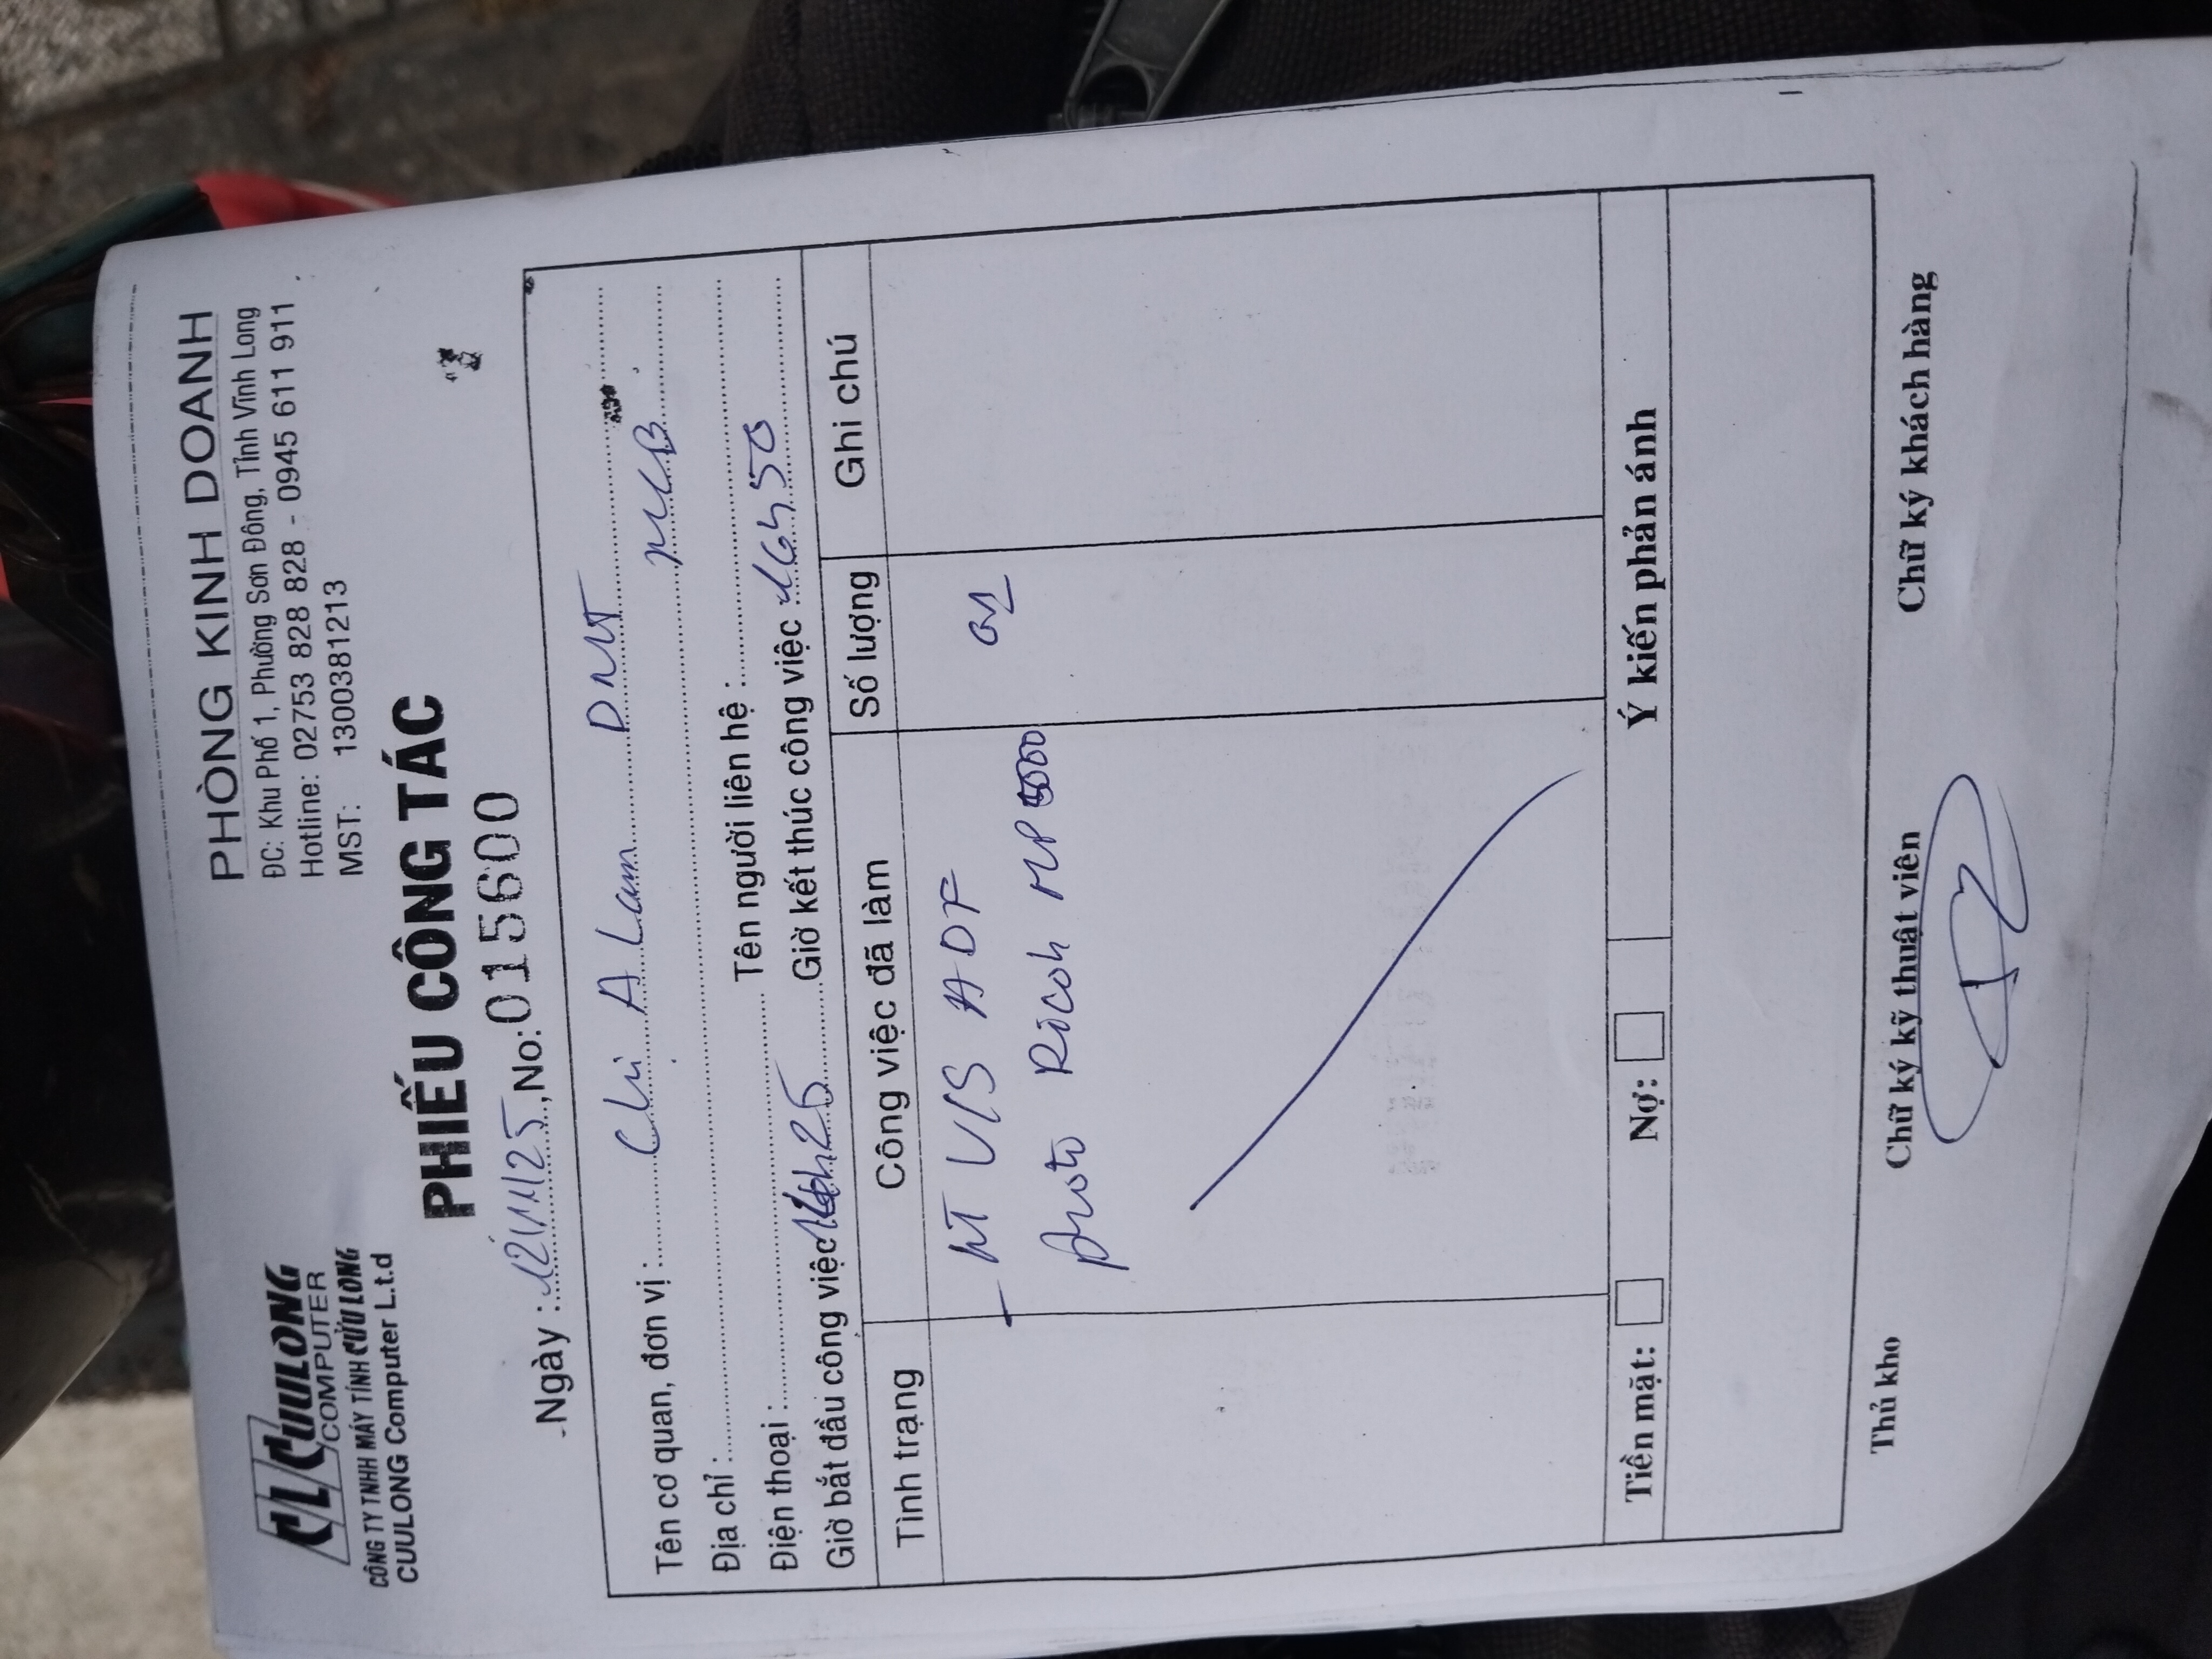 CL CUULONG
COMPUTER
CÔNG TY TNHH MÁY TÍNH CỬU LONG
CUULONG Computer L.t.d
PHÒNG KINH DOANH
ĐC: Khu Phố 1, Phường Sơn Đông, Tỉnh Vĩnh Long
Hotline: 02753 828 828 - 0945 611 911
MST: 1300381213
PHIẾU CÔNG TÁC
Ngày : 12/11/25, No: 015600
Tên cơ quan, đơn vị : A Lam DNT
Địa chỉ : MCB
Điện thoại : Tên người liên hệ :
Giờ bắt đầu công việc Giờ kết thúc công việc 16h50
Tình trạng Công việc đã làm Số lượng Ghi chú
- HT V/S ADF 01
photo Ricoh MP 5000
Tiền mặt: Nợ: Ý kiến phản ánh
Thủ kho Chữ ký kỹ thuật viên Chữ ký khách hàng